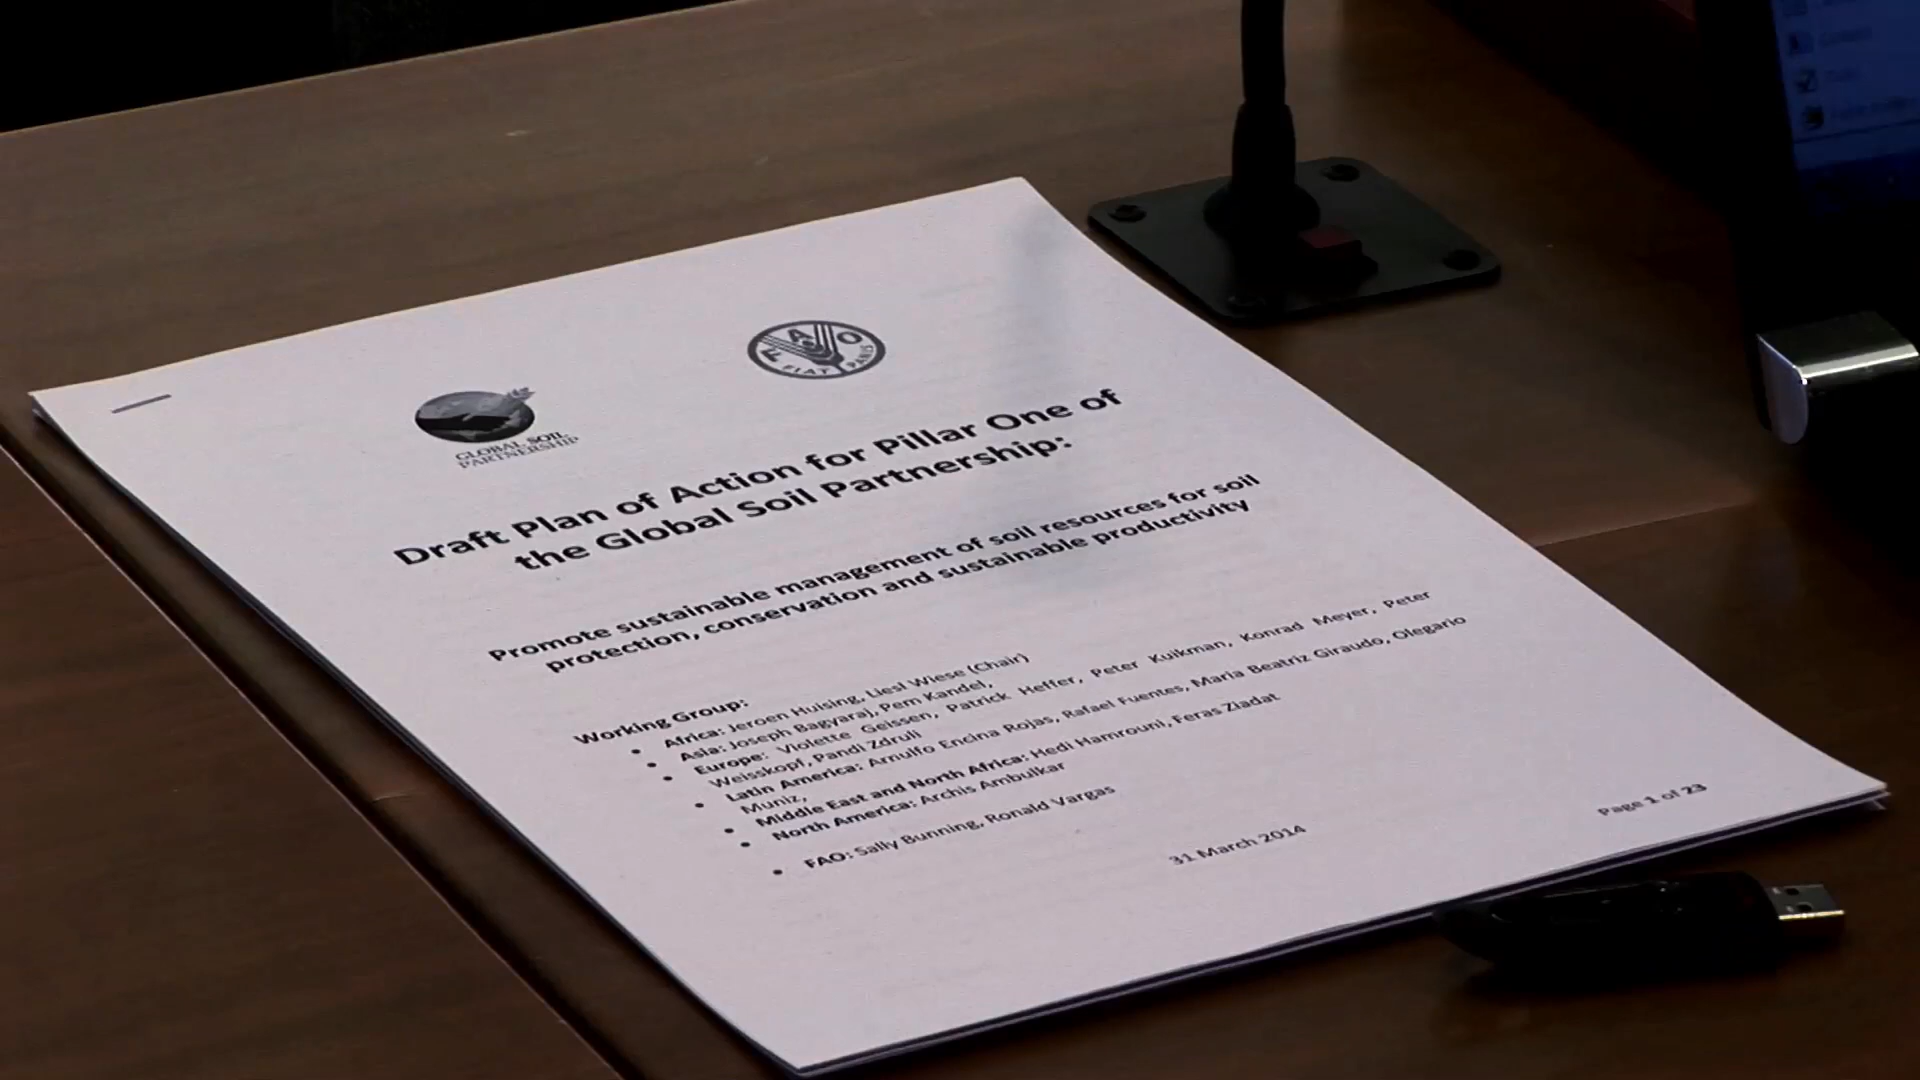 FAO
FIAT PANIS
GLOBAL SOIL
PARTNERSHIP
Draft Plan of Action for Pillar One of
the Global Soil Partnership:
Promote sustainable management of soil resources for soil
protection, conservation and sustainable productivity
Working Group:
• Africa: Jeroen Huising, Liesl Wiese (Chair)
• Asia: Joseph Bagyaraj, Pem Kandel,
• Europe: Violette Geissen, Patrick Heffer, Peter Kuikman, Konrad Meyer, Peter
Weisskopf, Pandi Zdruli
• Latin America: Arnulfo Encina Rojas, Rafael Fuentes, Maria Beatriz Giraudo, Olegario
Muniz,
• Middle East and North Africa: Hedi Hamrouni, Feras Ziadat
• North America: Archis Ambulkar
• FAO: Sally Bunning, Ronald Vargas
31 March 2014
Page 1 of 23